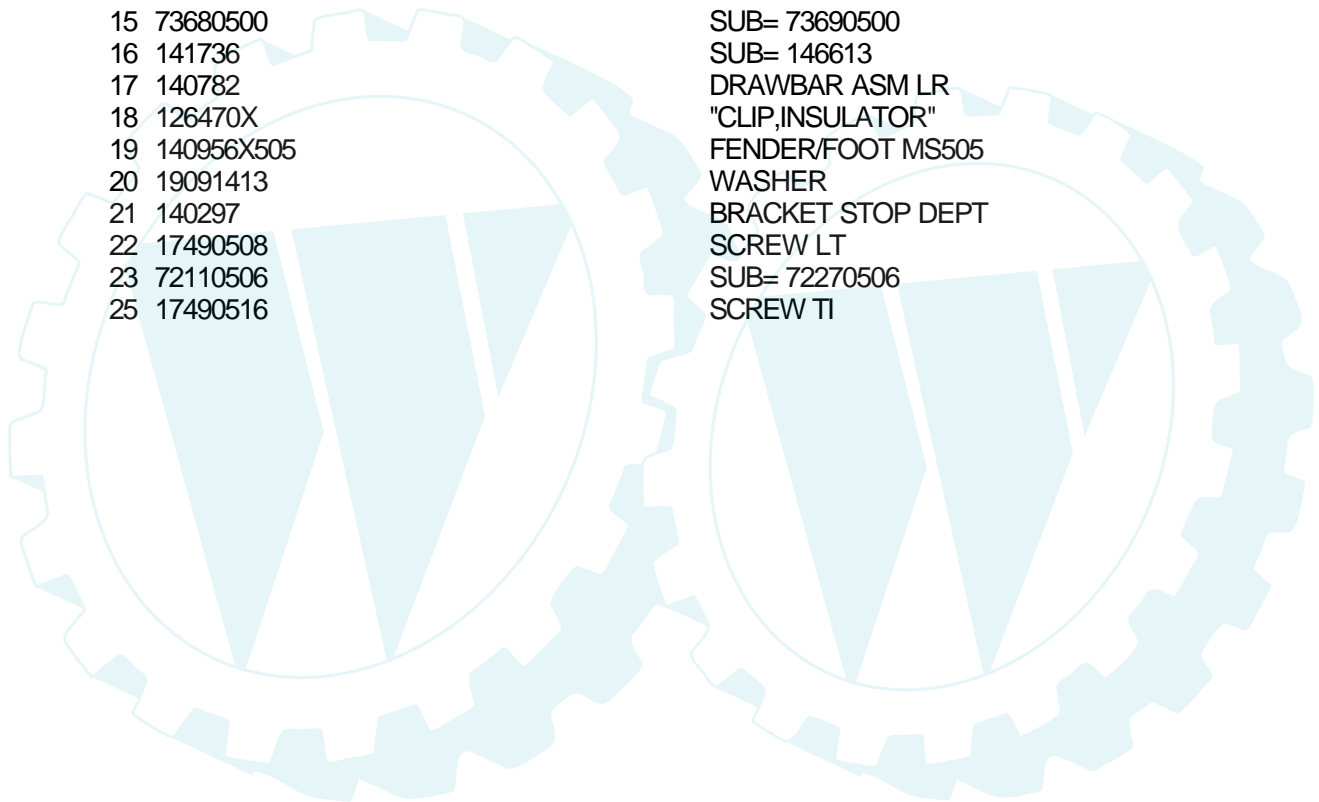 15 73680500 SUB= 73690500
16 141736 SUB= 146613
17 140782 DRAWBAR ASM LR
18 126470X "CLIP,INSULATOR"
19 140956X505 FENDER/FOOT MS505
20 19091413 WASHER
21 140297 BRACKET STOP DEPT
22 17490508 SCREW LT
23 72110506 SUB= 72270506
25 17490516 SCREW TI